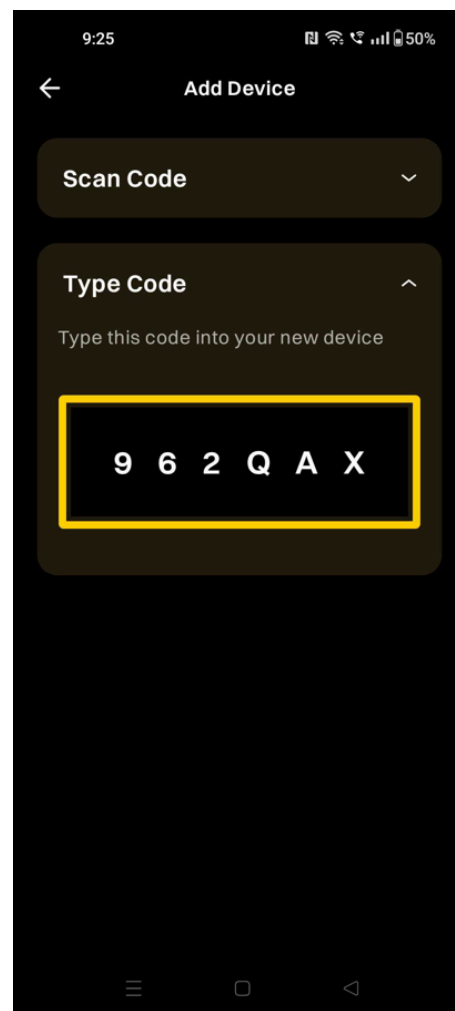 9:25 50%
Add Device
Scan Code
Type Code
Type this code into your new device
9 6 2 Q A X